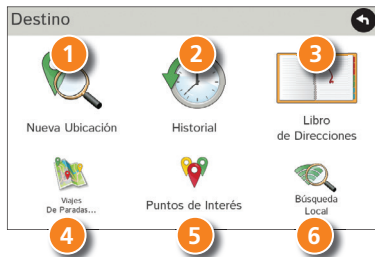 Destino
1
2
3
Nueva Ubicación
Historial
Libro
de Direcciones
Viajes
De Paradas...
Puntos de Interés
Búsqueda
Local
4
5
6